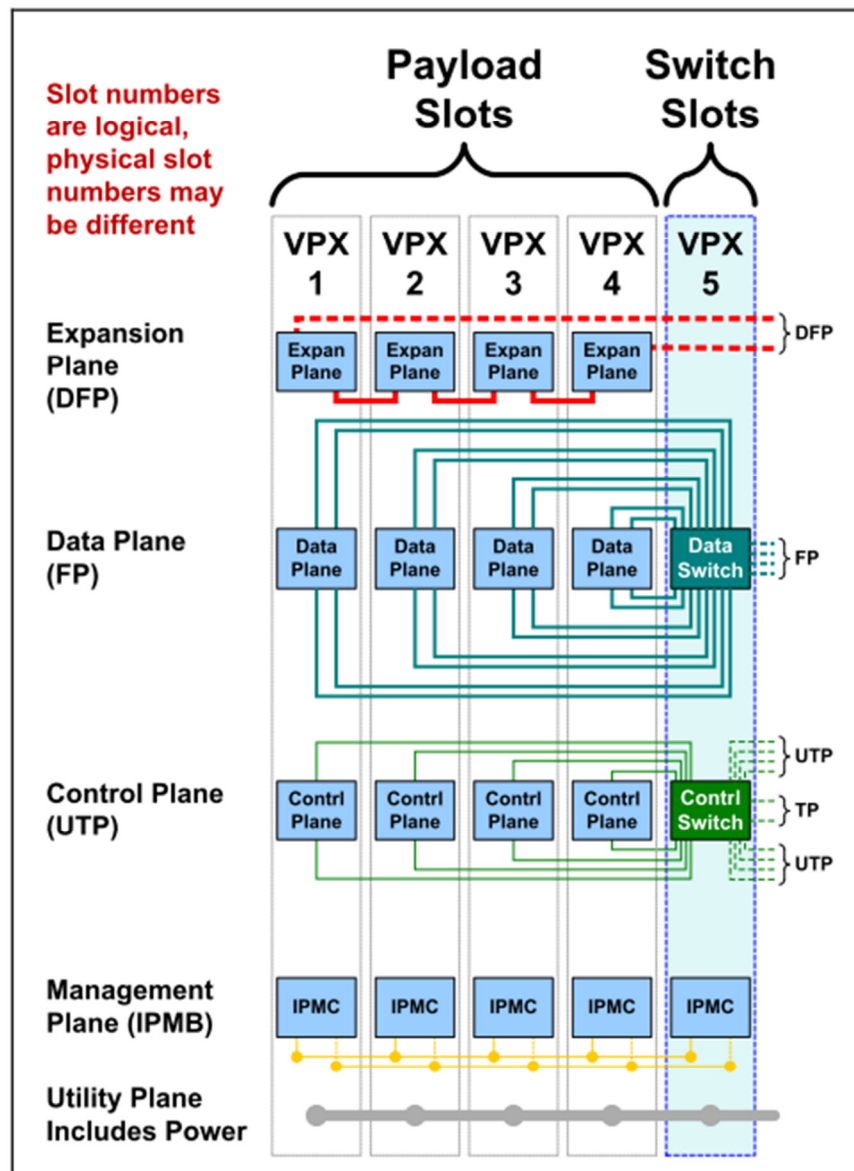 Payload
Slots
Switch
Slots
Slot numbers
are logical,
physical slot
numbers may
be different
VPX
1
VPX
2
VPX
3
VPX
4
VPX
5
Expansion
Plane
(DFP)
Expan
Plane
Expan
Plane
Expan
Plane
Expan
Plane
DFP
Data Plane
(FP)
Data
Plane
Data
Plane
Data
Plane
Data
Plane
Data
Switch
FP
Control Plane
(UTP)
Contrl
Plane
Contrl
Plane
Contrl
Plane
Contrl
Plane
Contrl
Switch
UTP
TP
UTP
Management
Plane (IPMB)
IPMC
IPMC
IPMC
IPMC
IPMC
Utility Plane
Includes Power